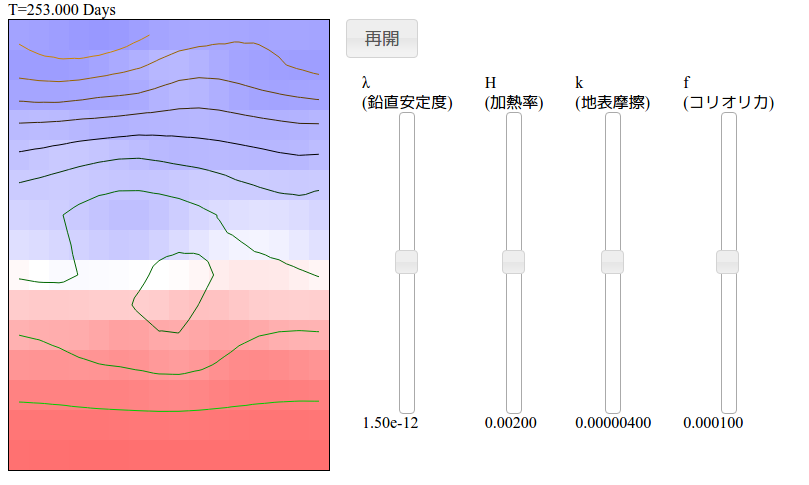 T=253.000 Days
再開
λ
(鉛直安定度)
H
(加熱率)
k
(地表摩擦)
f
(コリオリカ)
1.50e-12
0.00200
0.00000400
0.000100